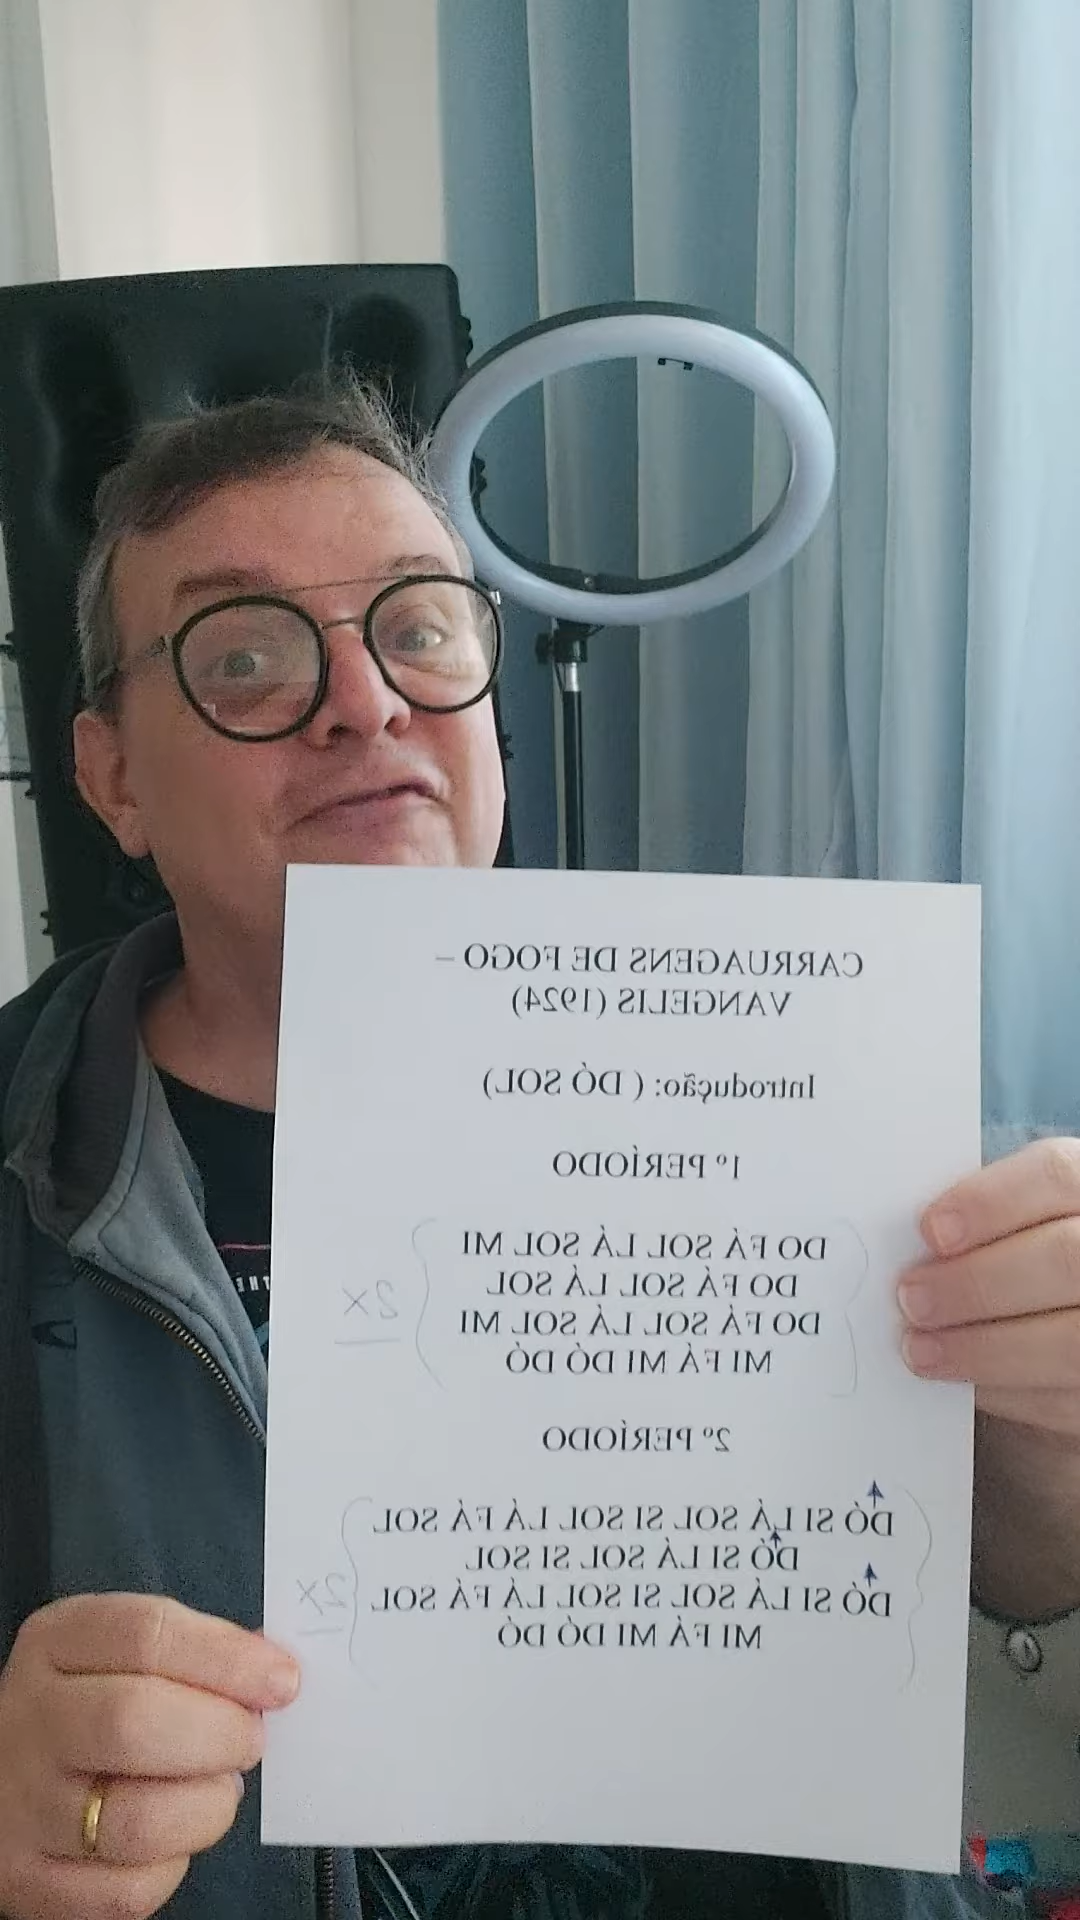 CARRUAGENS DE FOGO –
VANGELIS (1924)
Introdução: ( DÓ SOL)
1º PERÍODO
DO FÁ SOL LÁ SOL MI
DO FÁ SOL LÁ SOL
DO FÁ SOL LÁ SOL MI
MI FÁ MI DÓ DÓ
2x
2º PERÍODO
DÓ SI LÁ SOL SI SOL LÁ FÁ SOL
DÓ SI LÁ SOL SI SOL
DÓ SI LÁ SOL SI SOL LÁ FÁ SOL
MI FÁ MI DÓ DÓ
2x